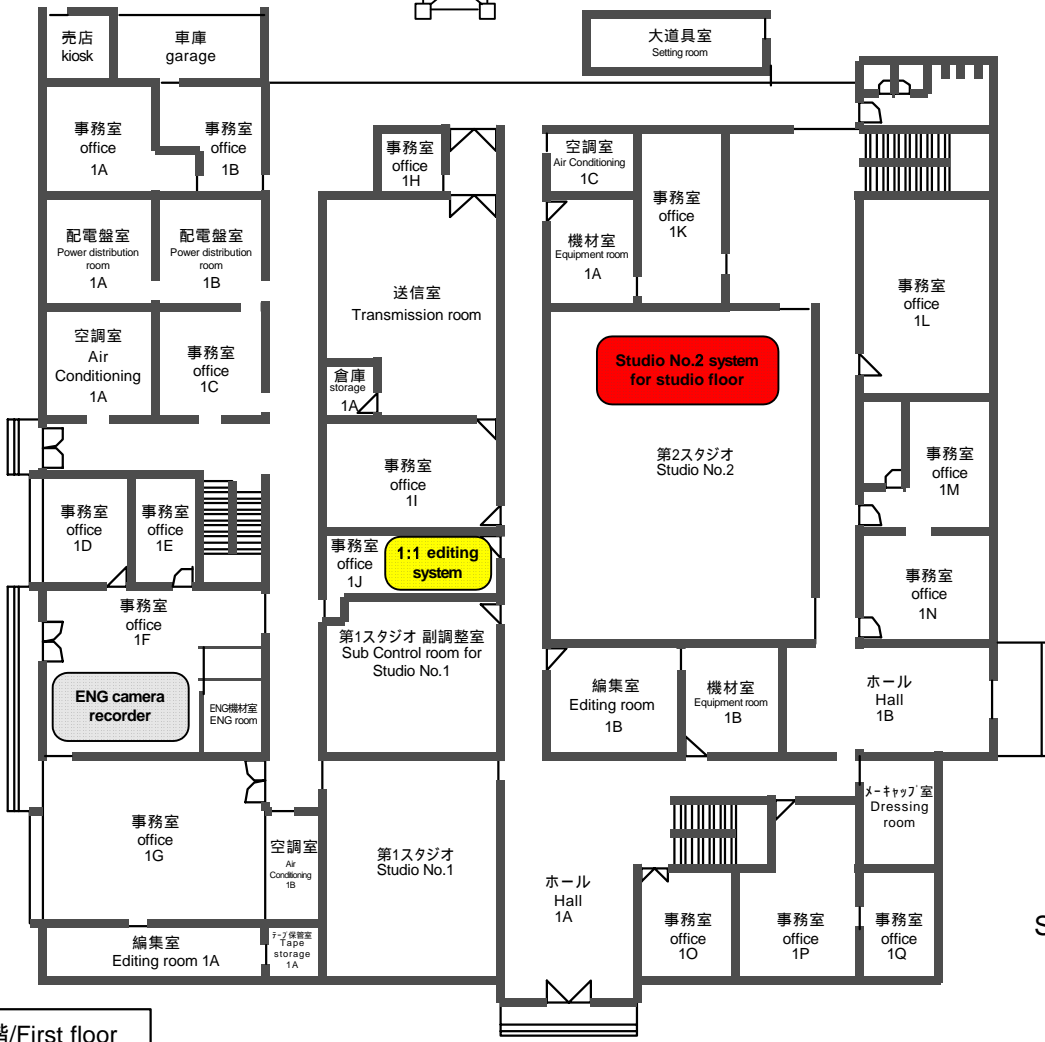 売店
kiosk
車庫
garage
大道具室
Setting room
事務室
office
1A
事務室
office
1B
事務室
office
1H
空調室
Air Conditioning
1C
事務室
office
1K
配電盤室
Power distribution
room
1A
配電盤室
Power distribution
room
1B
機材室
Equipment room
1A
送信室
Transmission room
事務室
office
1L
空調室
Air
Conditioning
1A
事務室
office
1C
倉庫
storage
1A
Studio No.2 system
for studio floor
第2スタジオ
Studio No.2
事務室
office
1I
事務室
office
1M
事務室
office
1D
事務室
office
1E
事務室
office
1J
1:1 editing
system
事務室
office
1N
事務室
office
1F
第1スタジオ 副調整室
Sub Control room for
Studio No.1
ENG camera
recorder
ENG機材室
ENG room
編集室
Editing room
1B
機材室
Equipment room
1B
ホール
Hall
1B
事務室
office
1G
空調室
Air
Conditioning
1B
第1スタジオ
Studio No.1
メーキャップ室
Dressing
room
ホール
Hall
1A
事務室
office
1O
事務室
office
1P
事務室
office
1Q
編集室
Editing room 1A
テープ保管室
Tape
storage
1A
S
階/First floor